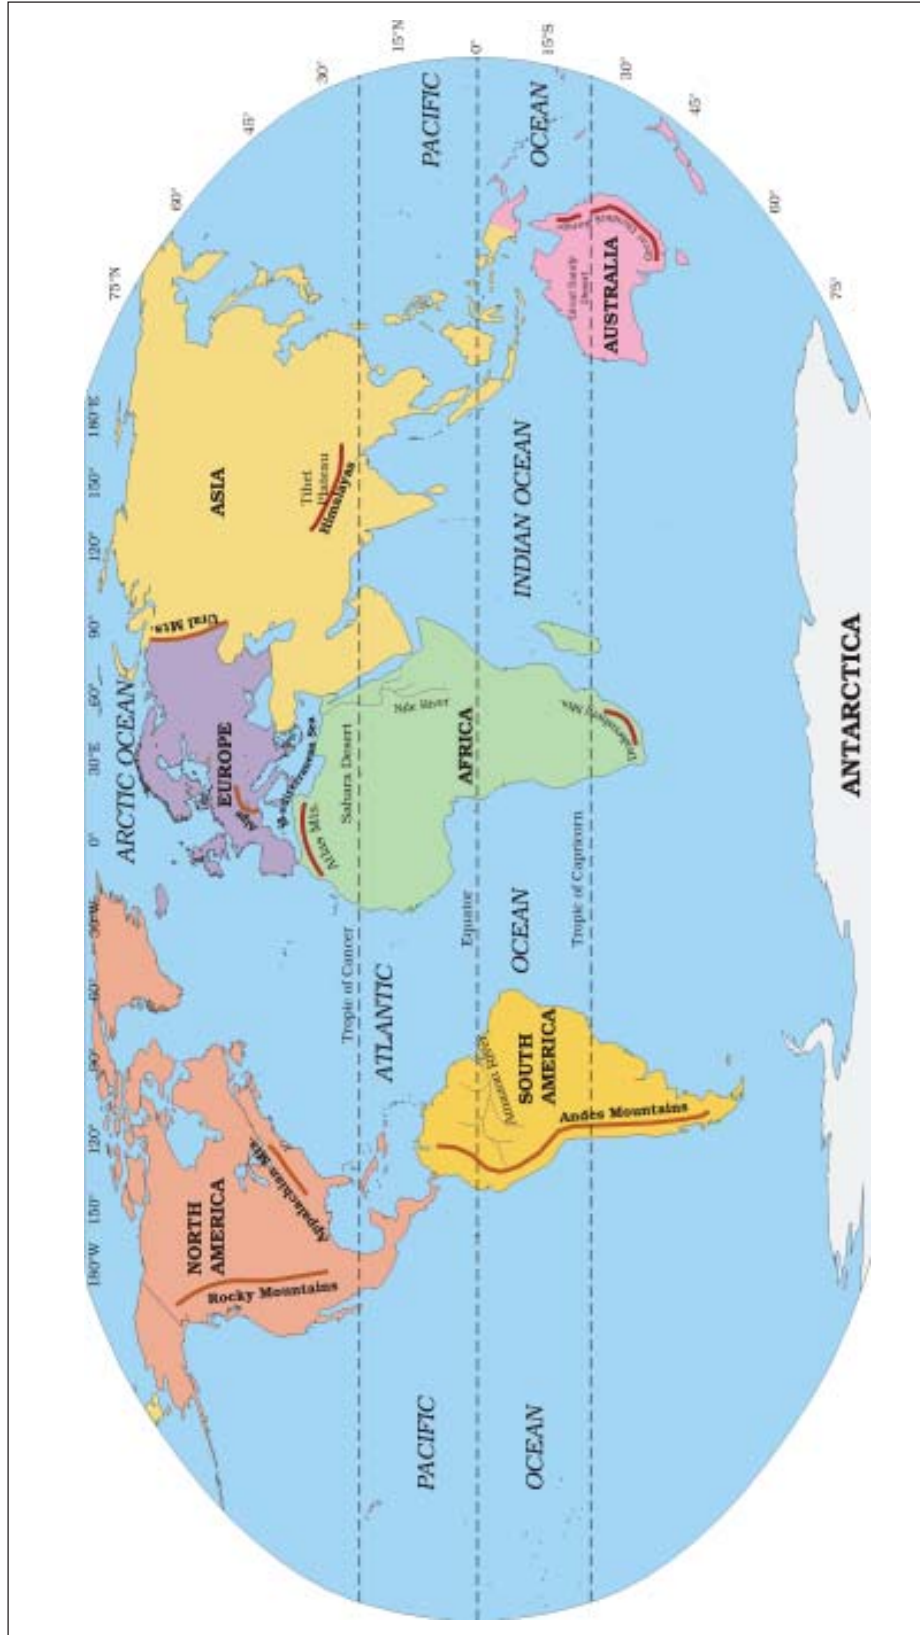 75°N
60°
45°
30°
15°N
0°
15°S
30°
45°
60°
75°
180°W
150°
120°
90°
60°
30°W
0°
30°E
60°
90°
120°
150°
180°E
ARCTIC OCEAN
NORTH
AMERICA
Rocky Mountains
Appalachian Mts.
EUROPE
Alps
Ural Mts.
Mediterranean Sea
ASIA
Tibet
Plateau
Himalayas
Atlas Mts.
Sahara Desert
Nile River
AFRICA
Tropic of Cancer
ATLANTIC
OCEAN
Equator
Tropic of Capricorn
PACIFIC
OCEAN
Amazon River
SOUTH
AMERICA
Andes Mountains
INDIAN OCEAN
PACIFIC
OCEAN
Desert
AUSTRALIA
ANTARCTICA